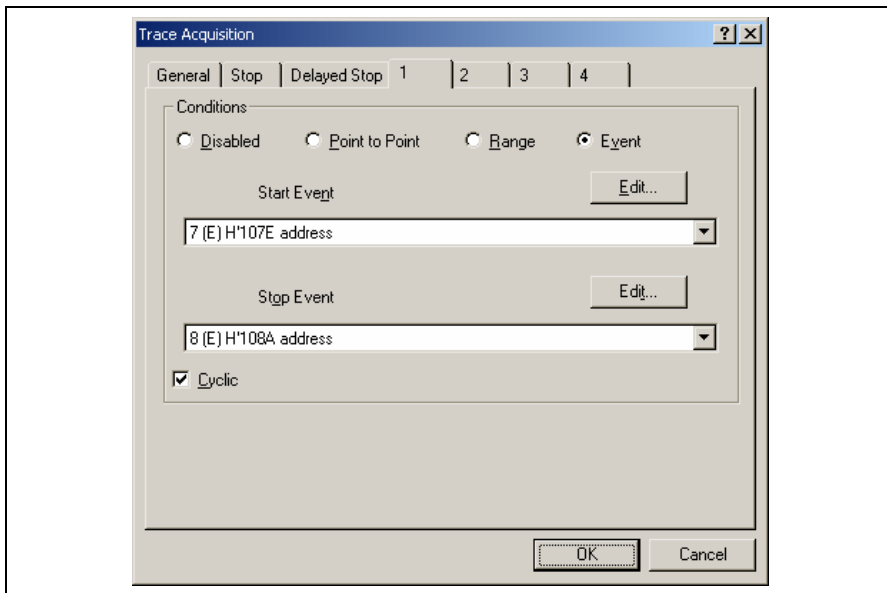 Trace Acquisition
General Stop Delayed Stop 1 2 3 4
Conditions
Disabled Point to Point Range Event
Start Event Edit...
7 (E) H'107E address
Stop Event Edit...
8 (E) H'108A address
Cyclic
OK Cancel